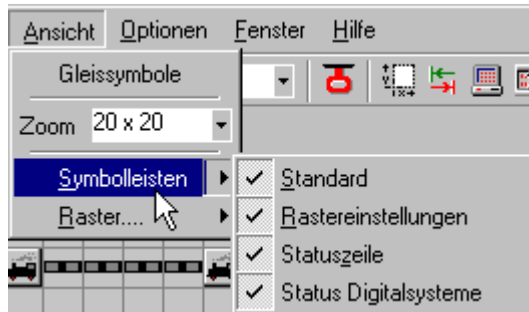 Ansicht Optionen Fenster Hilfe
Gleissymbole
Zoom 20 x 20
Symbolleisten
Raster....
Standard
Rastereinstellungen
Statuszeile
Status Digitalsysteme